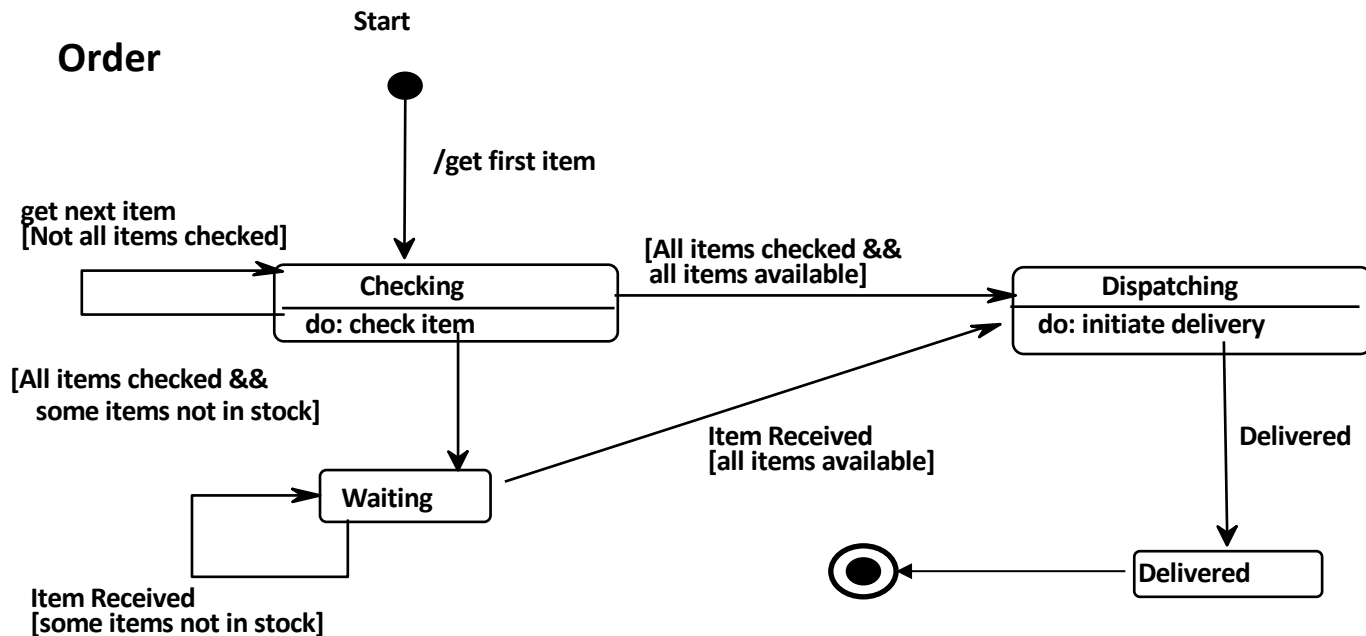 Start
Order
/get first item
get next item
[Not all items checked]
[All items checked &&
all items available]
Checking
do: check item
Dispatching
do: initiate delivery
[All items checked &&
some items not in stock]
Item Received
[all items available]
Delivered
Waiting
Delivered
Item Received
[some items not in stock]